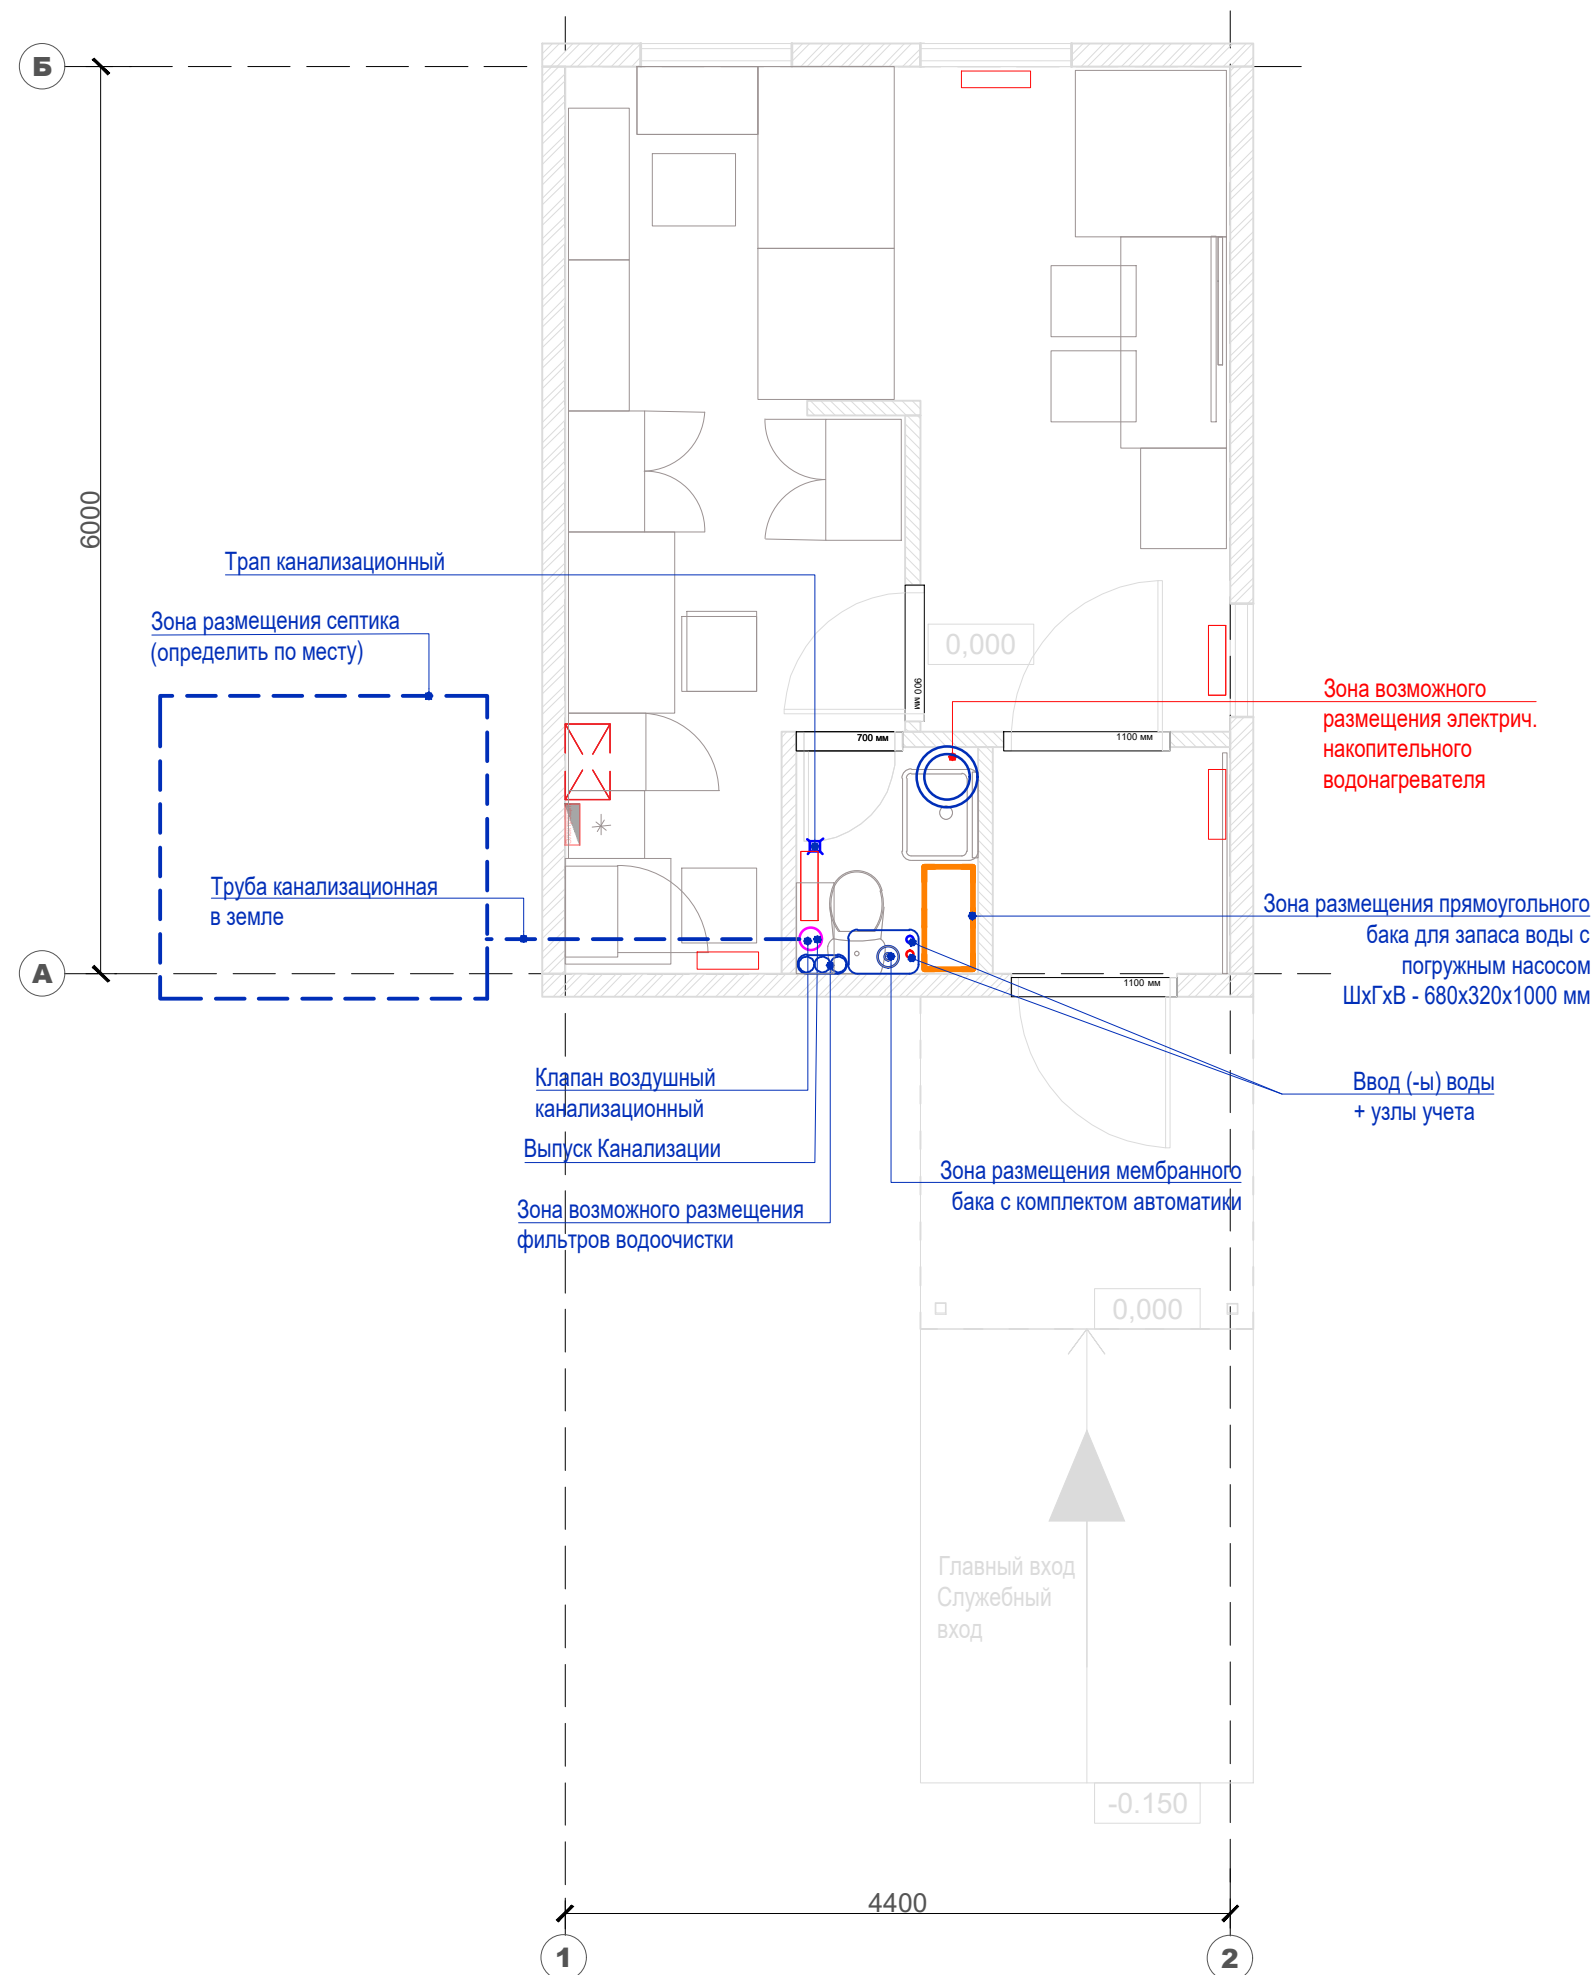 Б
6000
Трап канализационный
Зона размещения септика
(определить по месту)
0,000
900 мм
Зона возможного
размещения электрич.
накопительного
водонагревателя
700 мм
1100 мм
Труба канализационная
в земле
Зона размещения прямоугольного
бака для запаса воды с
погружным насосом
ШхГхВ - 680х320х1000 мм
А
1100 мм
Клапан воздушный
канализационный
Ввод (-ы) воды
+ узлы учета
Выпуск Канализации
Зона размещения мембранного
бака с комплектом автоматики
Зона возможного размещения
фильтров водоочистки
0,000
Главный вход
Служебный
вход
-0.150
4400
1
2